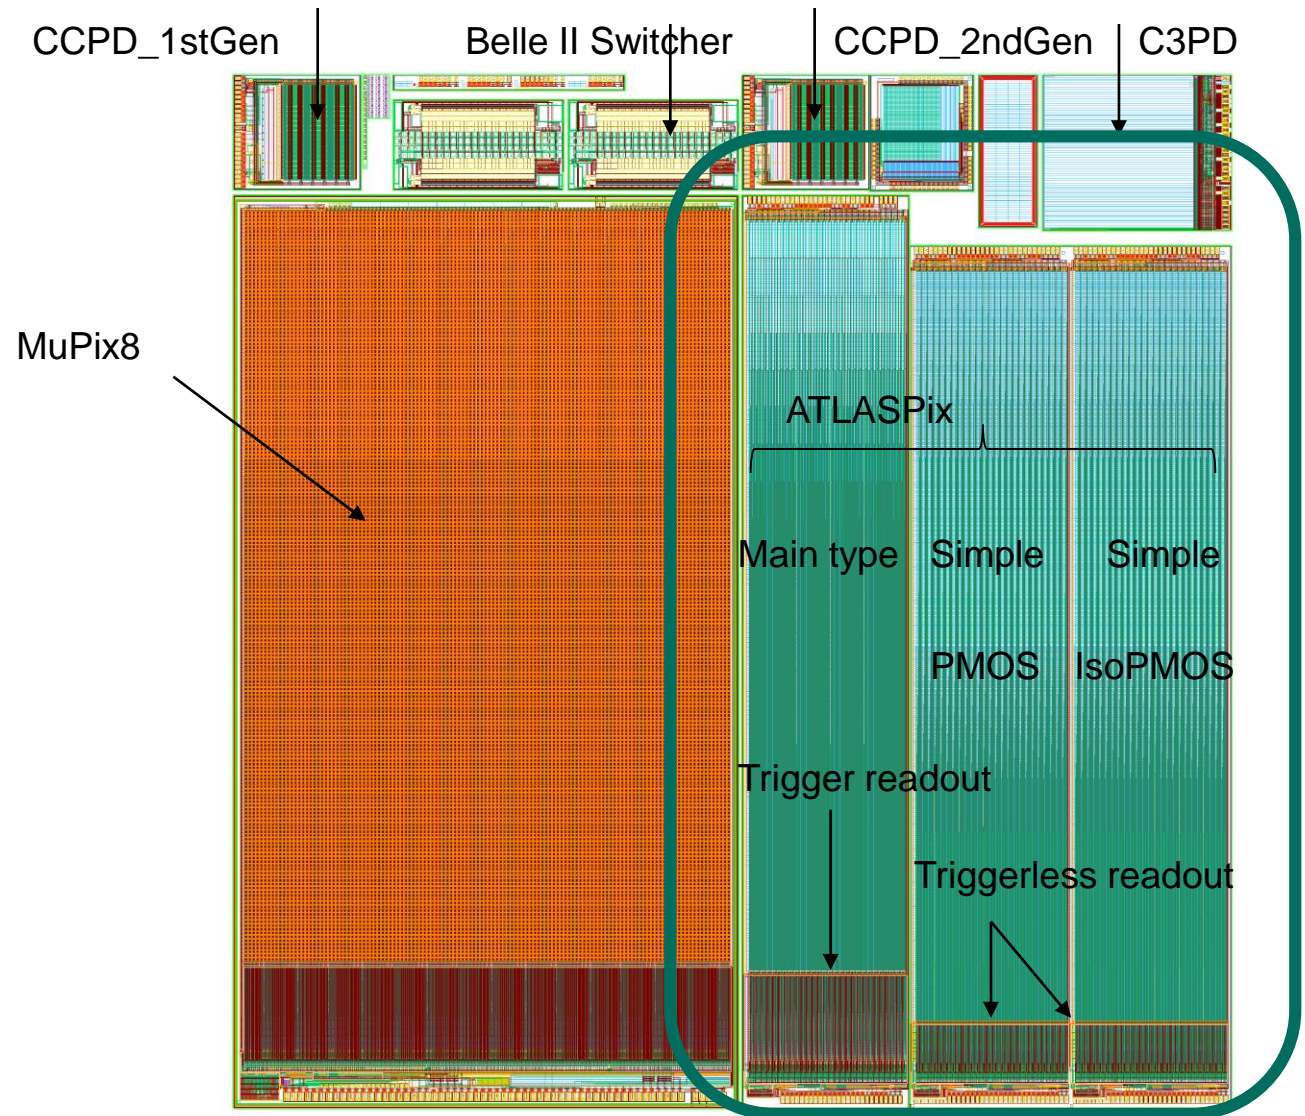 CCPD_1stGen
Belle II Switcher
CCPD_2ndGen
C3PD
MuPix8
ATLASPix
Main type
Simple
Simple
PMOS
IsoPMOS
Trigger readout
Triggerless readout